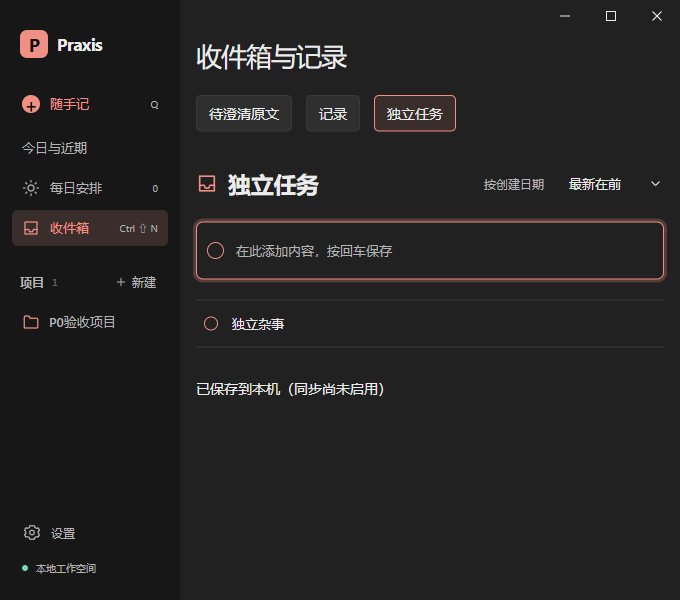 P Praxis
随手记 Q
今日与近期
每日安排 0
收件箱 Ctrl ⇧ N
项目 1 + 新建
P0验收项目
设置
本地工作空间
收件箱与记录
待澄清原文 记录 独立任务
独立任务 按创建日期 最新在前
在此添加内容，按回车保存
独立杂事
已保存到本机（同步尚未启用）